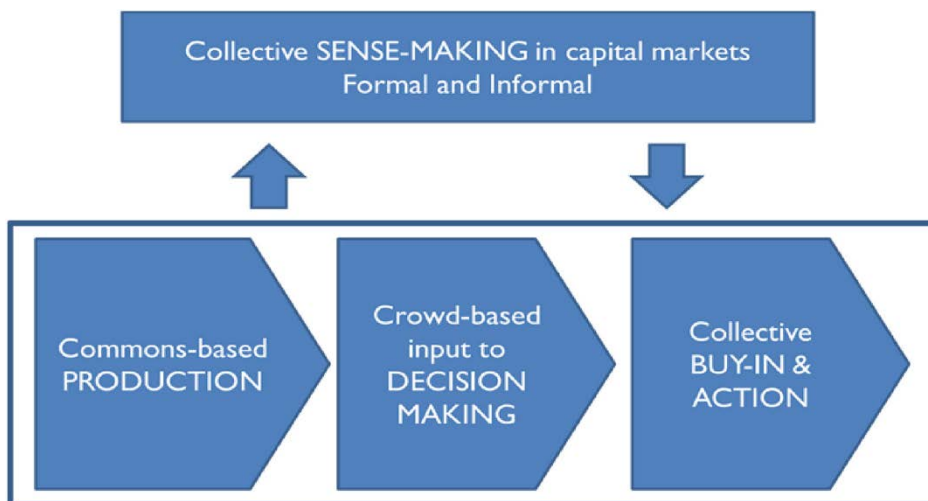 Collective SENSE-MAKING in capital markets
Formal and Informal
Commons-based
PRODUCTION
Crowd-based
input to
DECISION
MAKING
Collective
BUY-IN &
ACTION